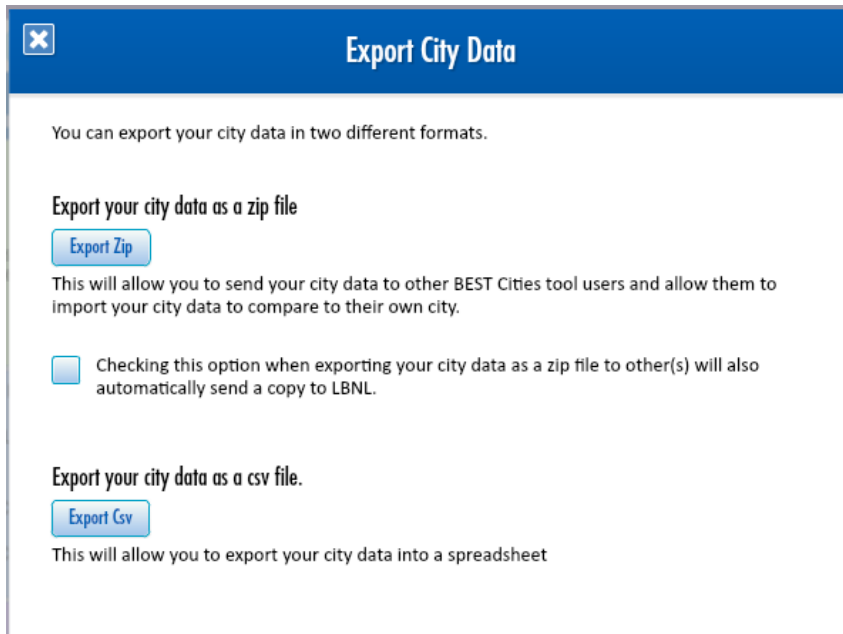 Export City Data
You can export your city data in two different formats.
Export your city data as a zip file
Export Zip
This will allow you to send your city data to other BEST Cities tool users and allow them to
import your city data to compare to their own city.
Checking this option when exporting your city data as a zip file to other(s) will also
automatically send a copy to LBNL.
Export your city data as a csv file.
Export Csv
This will allow you to export your city data into a spreadsheet